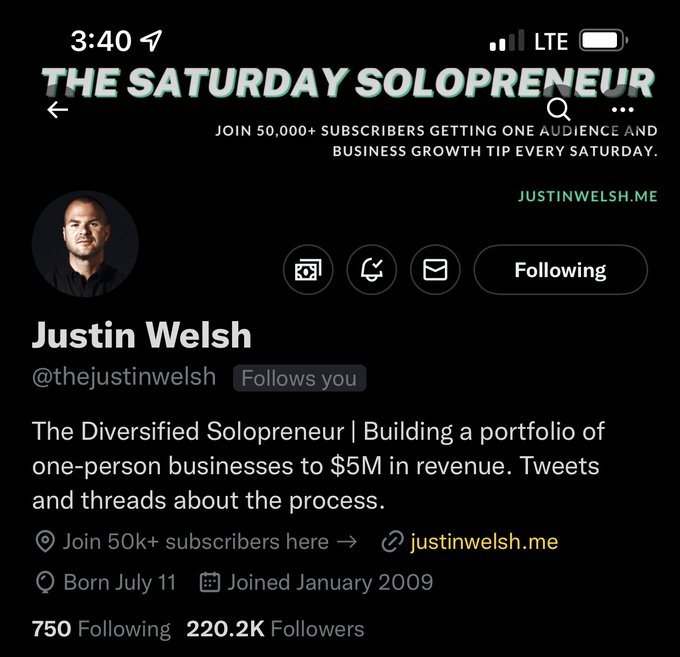 3:40 LTE
THE SATURDAY SOLOPRENEUR
JOIN 50,000+ SUBSCRIBERS GETTING ONE AUDIENCE AND
BUSINESS GROWTH TIP EVERY SATURDAY.
JUSTINWELSH.ME
Following
Justin Welsh
@thejustinwelsh Follows you
The Diversified Solopreneur | Building a portfolio of
one-person businesses to $5M in revenue. Tweets
and threads about the process.
Join 50k+ subscribers here → justinwelsh.me
Born July 11 Joined January 2009
750 Following 220.2K Followers